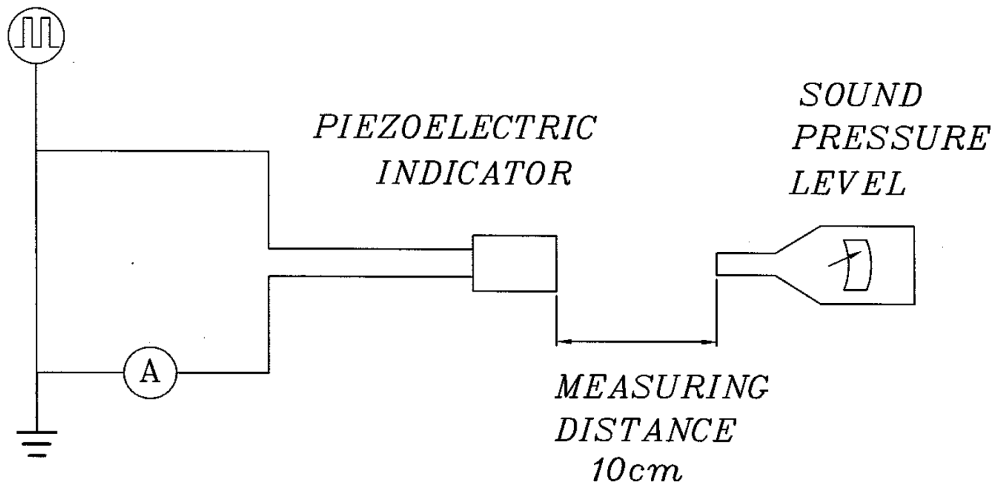 PIEZOELECTRIC
INDICATOR
SOUND
PRESSURE
LEVEL
A
MEASURING
DISTANCE
10cm